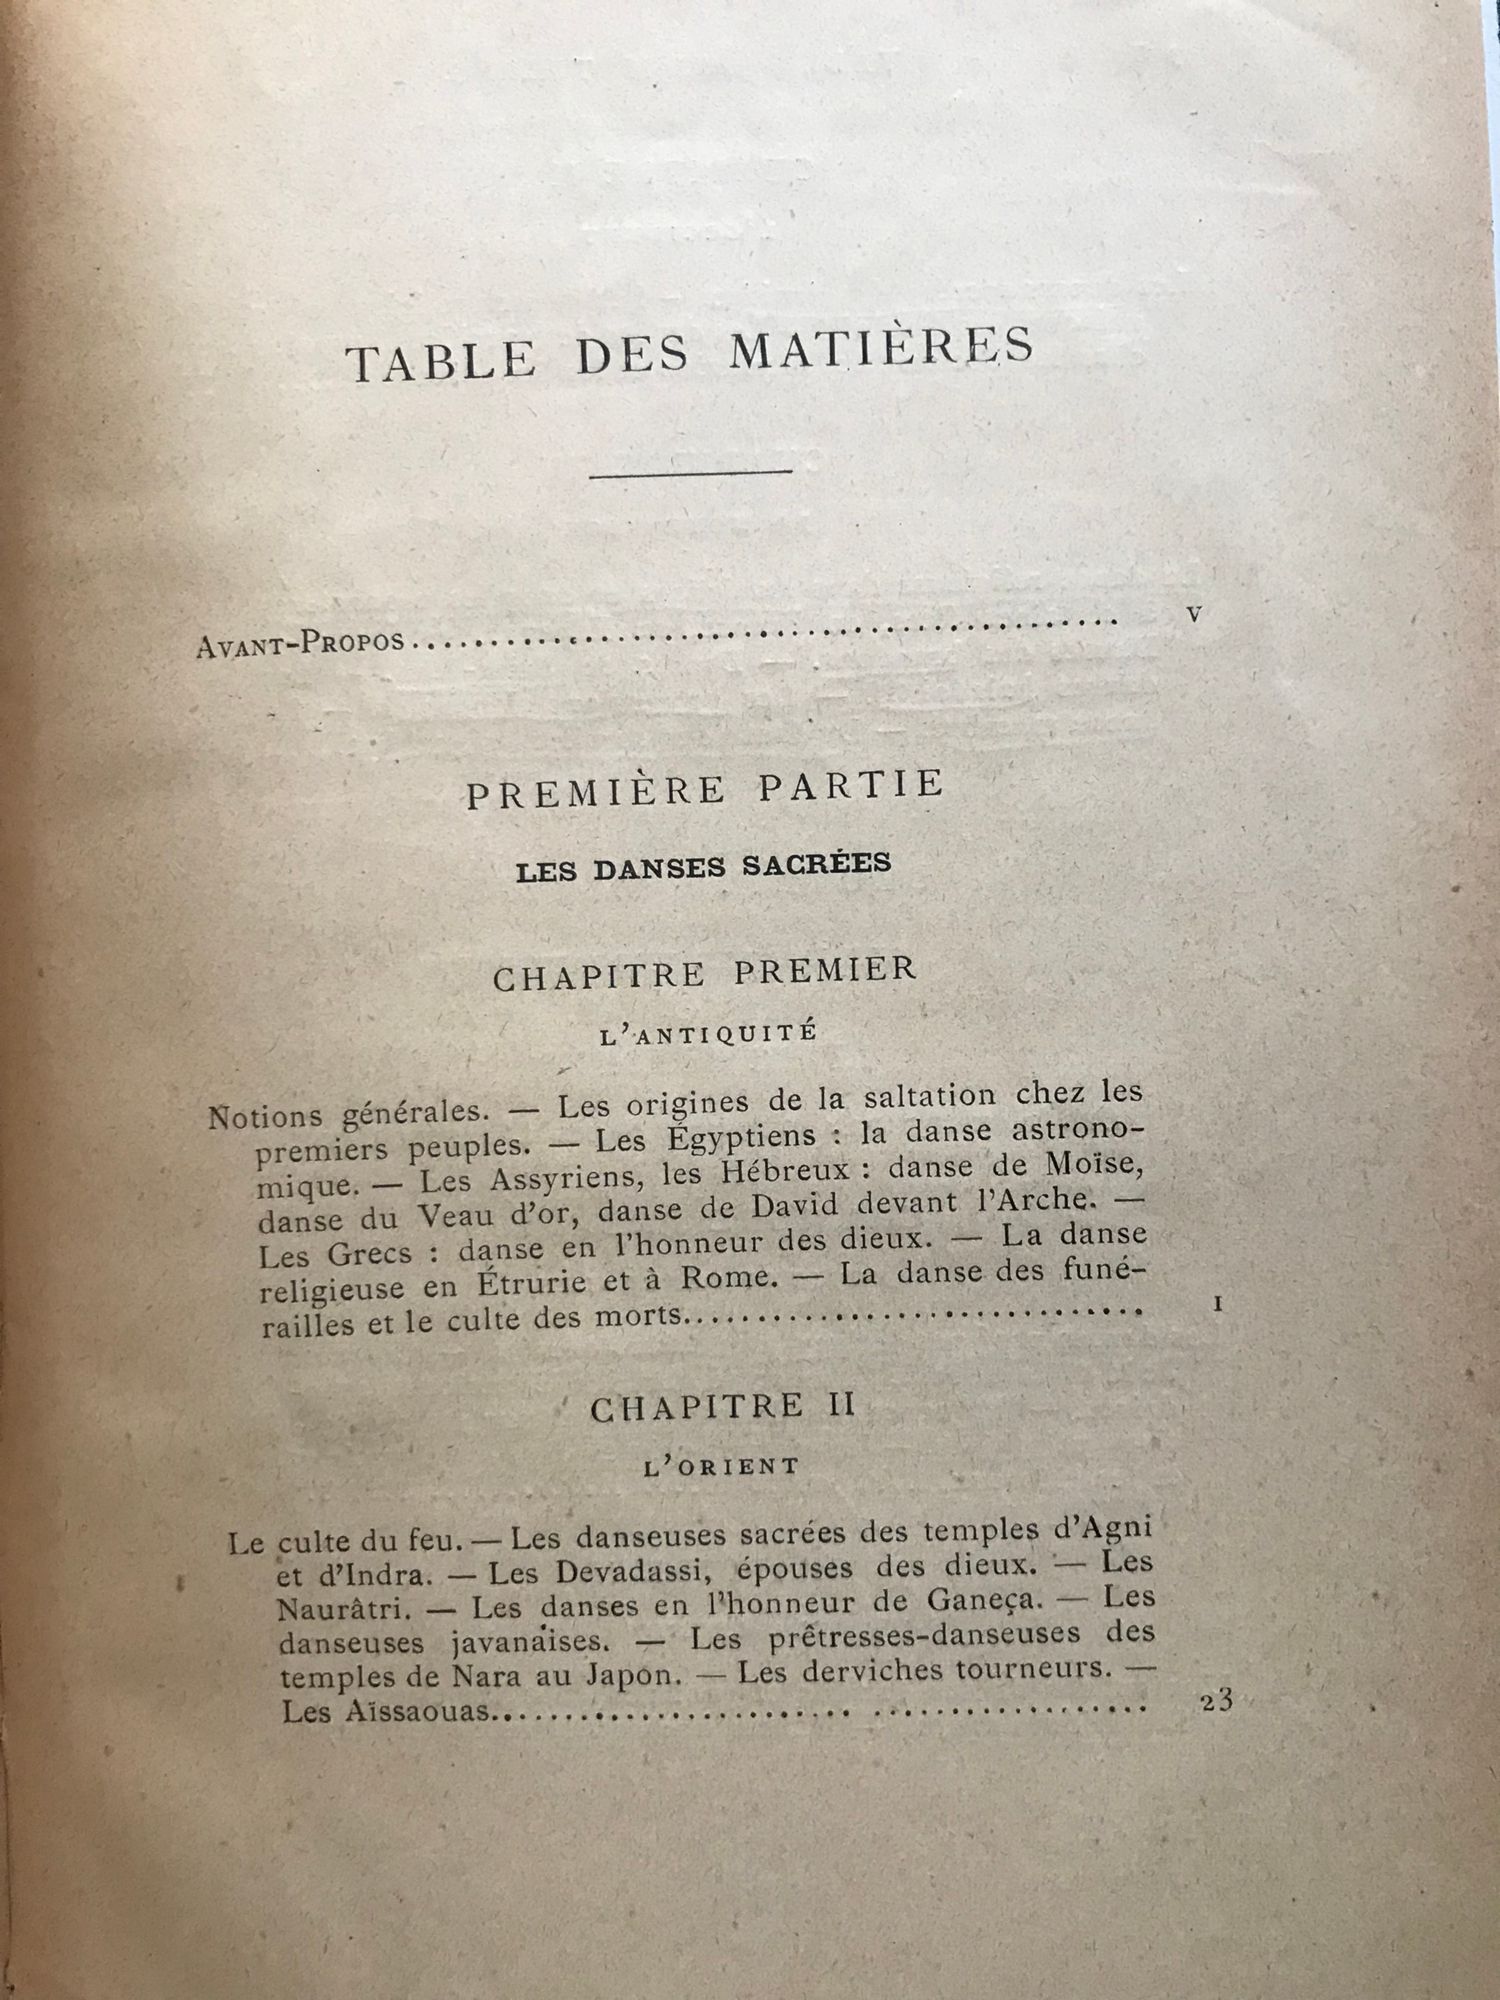 TABLE DES MATIÈRES
AVANT-PROPOS................................................ V
PREMIÈRE PARTIE
LES DANSES SACRÉES
CHAPITRE PREMIER
L'ANTIQUITÉ
Notions générales. — Les origines de la saltation chez les
premiers peuples. — Les Égyptiens : la danse astrono-
mique. — Les Assyriens, les Hébreux : danse de Moïse,
danse du Veau d'or, danse de David devant l'Arche. —
Les Grecs : danse en l'honneur des dieux. — La danse
religieuse en Étrurie et à Rome. — La danse des funé-
railles et le culte des morts............................... I
CHAPITRE II
L'ORIENT
Le culte du feu. — Les danseuses sacrées des temples d'Agni
et d'Indra. — Les Devadassi, épouses des dieux. — Les
Naurâtri. — Les danses en l'honneur de Ganeça. — Les
danseuses javanaises. — Les prêtresses-danseuses des
temples de Nara au Japon. — Les derviches tourneurs. —
Les Aïssaouas....................... .................. 23